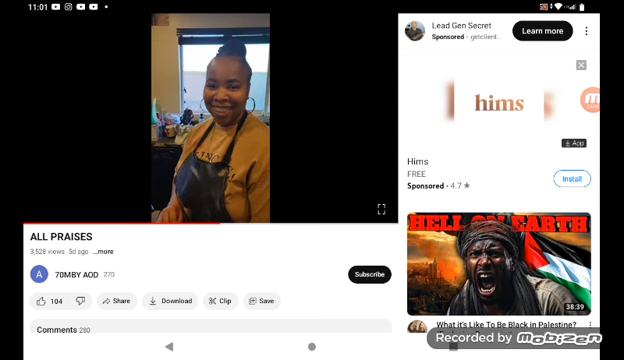 11:01
Lead Gen Secret
Sponsored · getclient...
Learn more
hims
App
Hims
FREE
Sponsored · 4.7 ★
Install
ALL PRAISES
3,528 views 5d ago ...more
A
70MBY AOD 270
Subscribe
104
Share
Download
Clip
Save
Comments 280
HELL ON EARTH
38:39
What it's Like To Be Black in Palestine?
Recorded by
mobizen